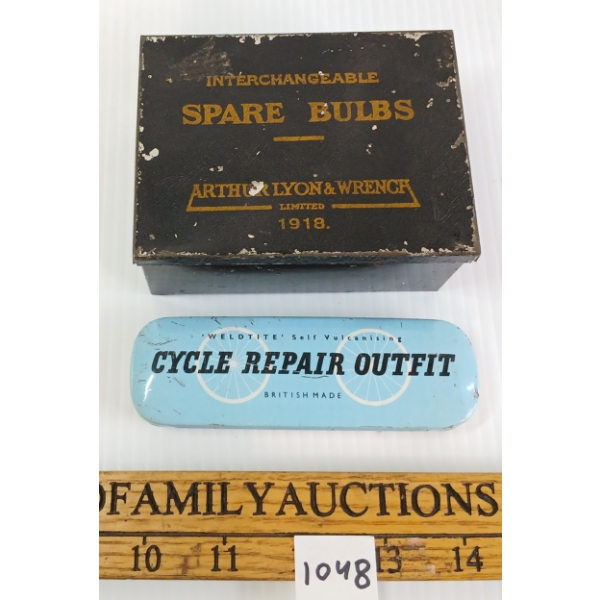 INTERCHANGEABLE
SPARE BULBS
ARTHUR LYON & WRENCH
LIMITED
1918.
'WELDTITE' Self Vulcanising
CYCLE REPAIR OUTFIT
BRITISH MADE
FAMILYAUCTIONS
10 11 13 14
1048